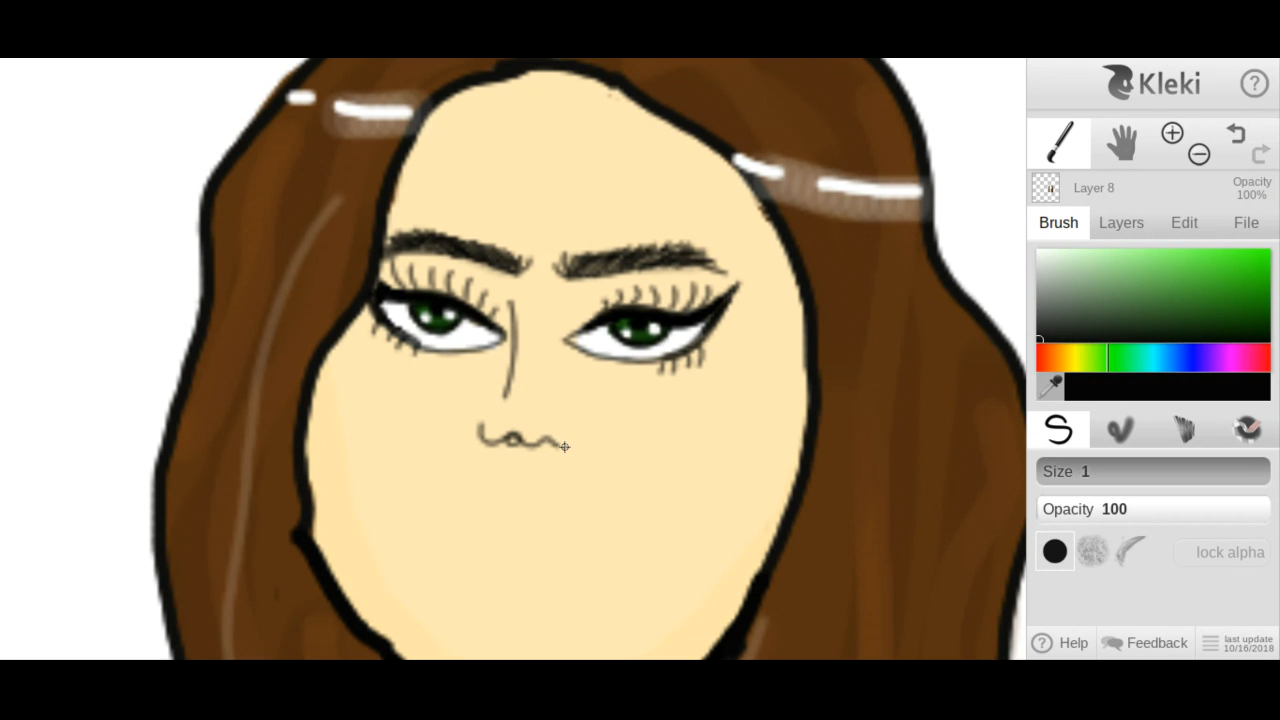 Kleki
?
Layer 8
Opacity
100%
Brush Layers Edit File
Size 1
Opacity 100
lock alpha
? Help Feedback last update
10/16/2018